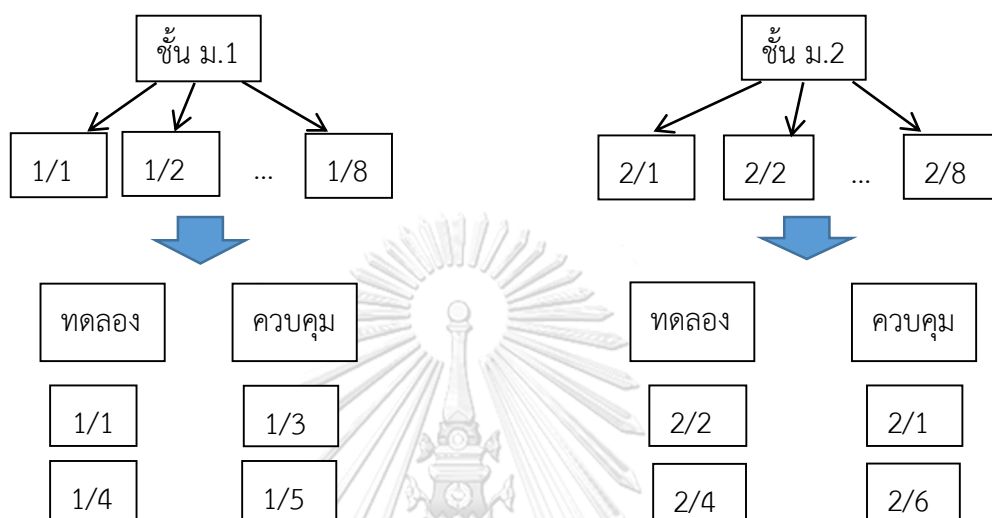 ชั้น ม.1
ชั้น ม.2
1/1 1/2 ... 1/8
2/1 2/2 ... 2/8
ทดลอง ควบคุม
ทดลอง ควบคุม
1/1 1/3
2/2 2/1
1/4 1/5
2/4 2/6